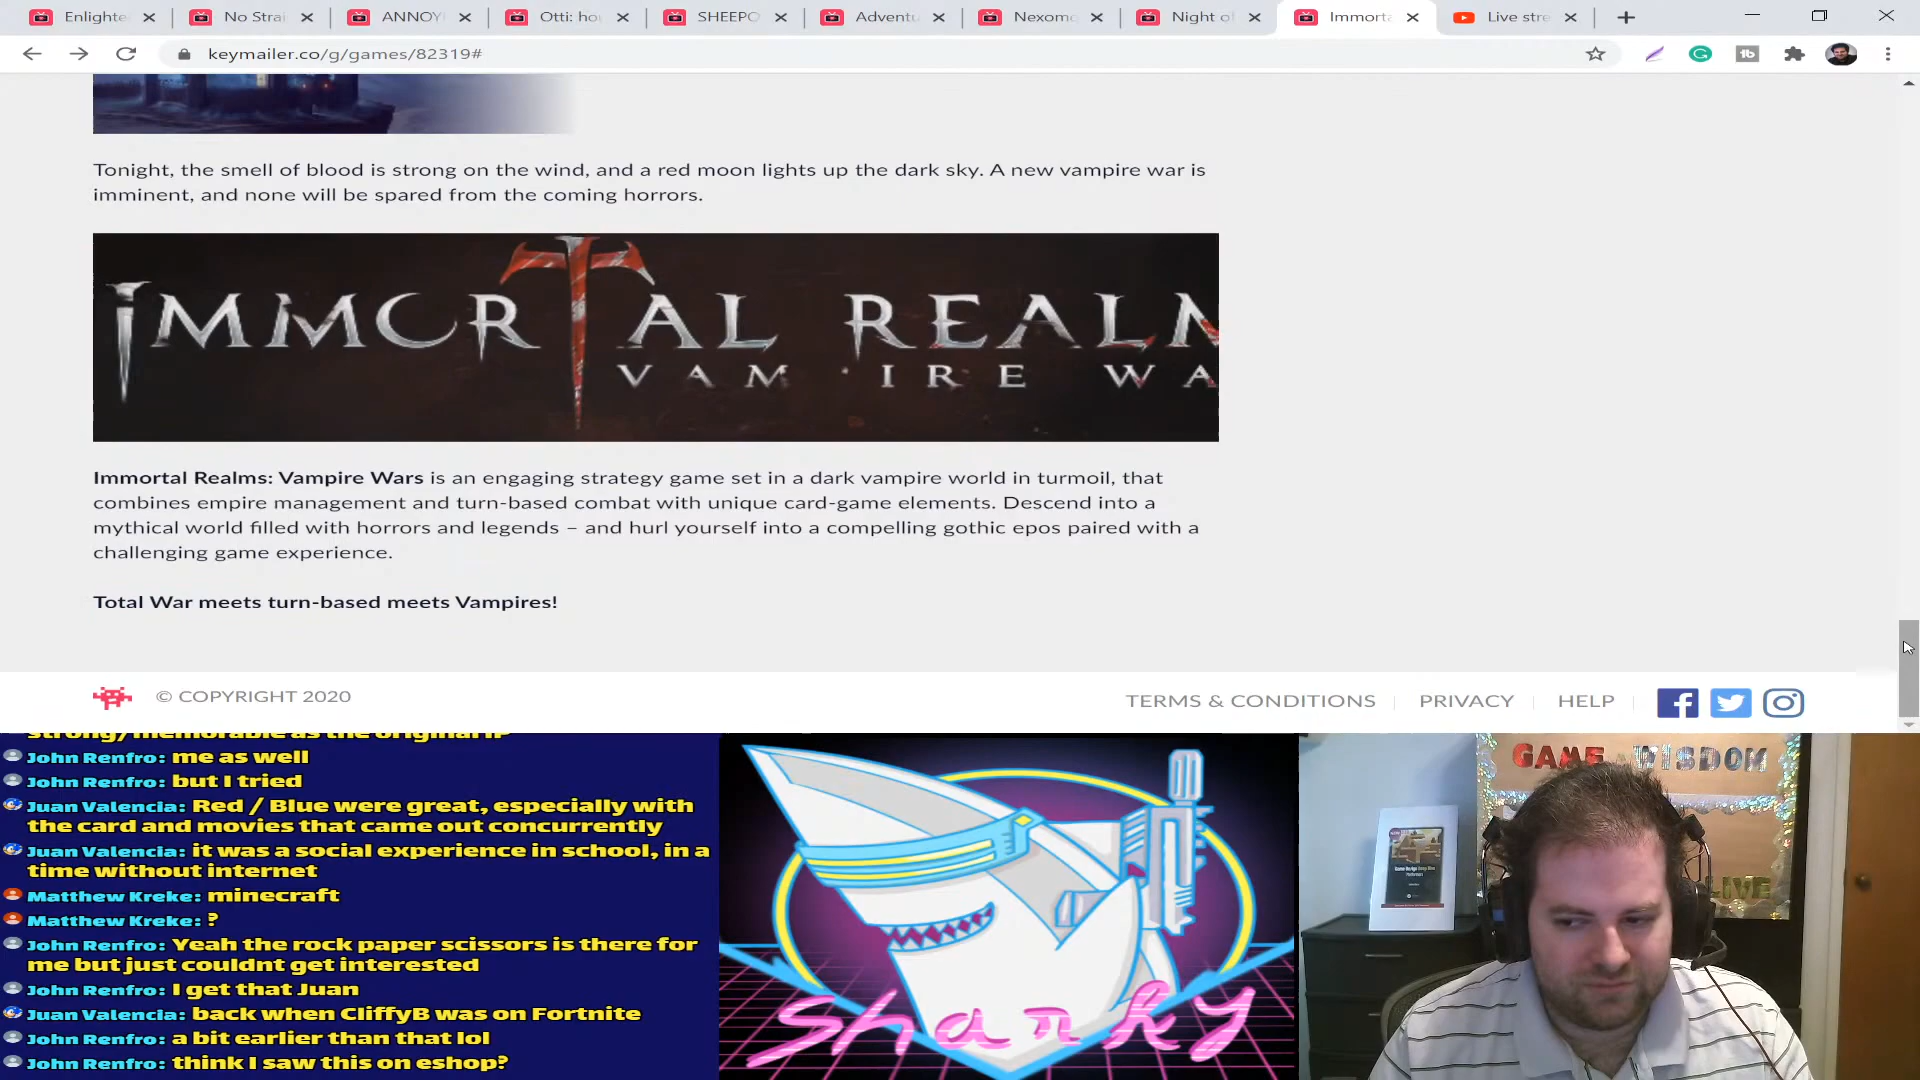 Enlighte
No Strai
ANNOY
Otti: ho
SHEEPO
Adventu
Nexomo
Night of
Immorta
Live stre
keymailer.co/g/games/82319#
Tonight, the smell of blood is strong on the wind, and a red moon lights up the dark sky. A new vampire war is
imminent, and none will be spared from the coming horrors.
IMMORTAL REALM
VAMPIRE WA
Immortal Realms: Vampire Wars is an engaging strategy game set in a dark vampire world in turmoil, that
combines empire management and turn-based combat with unique card-game elements. Descend into a
mythical world filled with horrors and legends – and hurl yourself into a compelling gothic epos paired with a
challenging game experience.
Total War meets turn-based meets Vampires!
© COPYRIGHT 2020
TERMS & CONDITIONS
PRIVACY
HELP
strong/memorable as the original IP
John Renfro: me as well
John Renfro: but I tried
Juan Valencia: Red / Blue were great, especially with
the card and movies that came out concurrently
Juan Valencia: it was a social experience in school, in a
time without internet
Matthew Kreke: minecraft
Matthew Kreke: ?
John Renfro: Yeah the rock paper scissors is there for
me but just couldnt get interested
John Renfro: I get that Juan
Juan Valencia: back when CliffyB was on Fortnite
John Renfro: a bit earlier than that lol
John Renfro: think I saw this on eshop?
Sharky
GAME WISDOM
LIVE